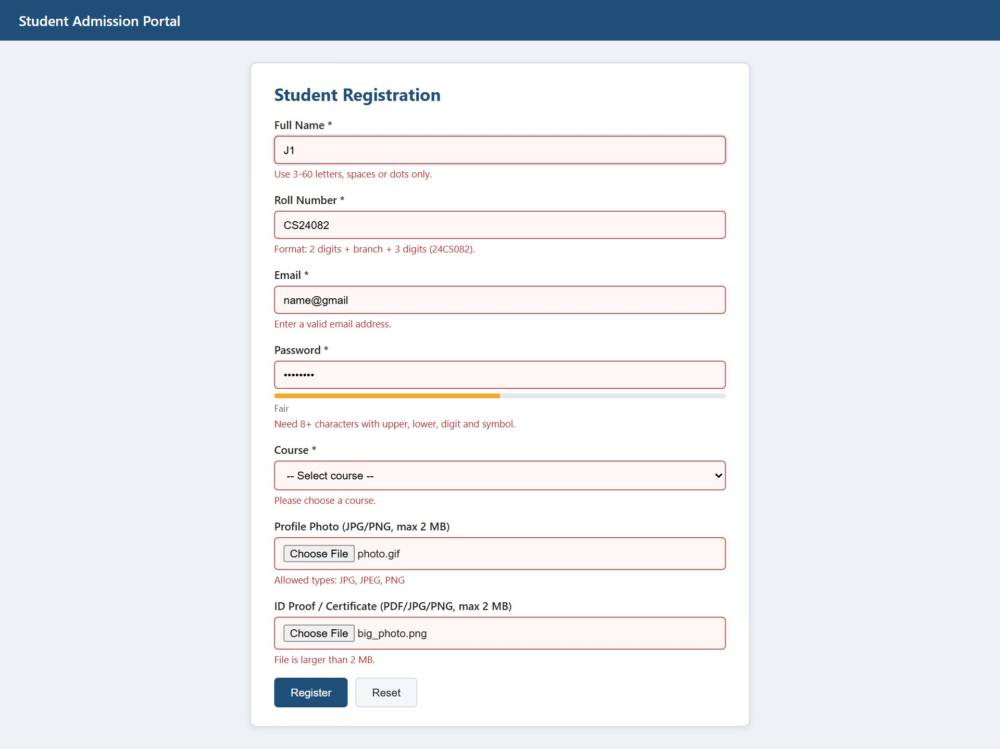 Student Admission Portal
Student Registration
Full Name *
J1
Use 3-60 letters, spaces or dots only.
Roll Number *
CS24082
Format: 2 digits + branch + 3 digits (24CS082).
Email *
name@gmail
Enter a valid email address.
Password *
••••••••
Fair
Need 8+ characters with upper, lower, digit and symbol.
Course *
-- Select course --
Please choose a course.
Profile Photo (JPG/PNG, max 2 MB)
Choose File photo.gif
Allowed types: JPG, JPEG, PNG
ID Proof / Certificate (PDF/JPG/PNG, max 2 MB)
Choose File big_photo.png
File is larger than 2 MB.
Register Reset